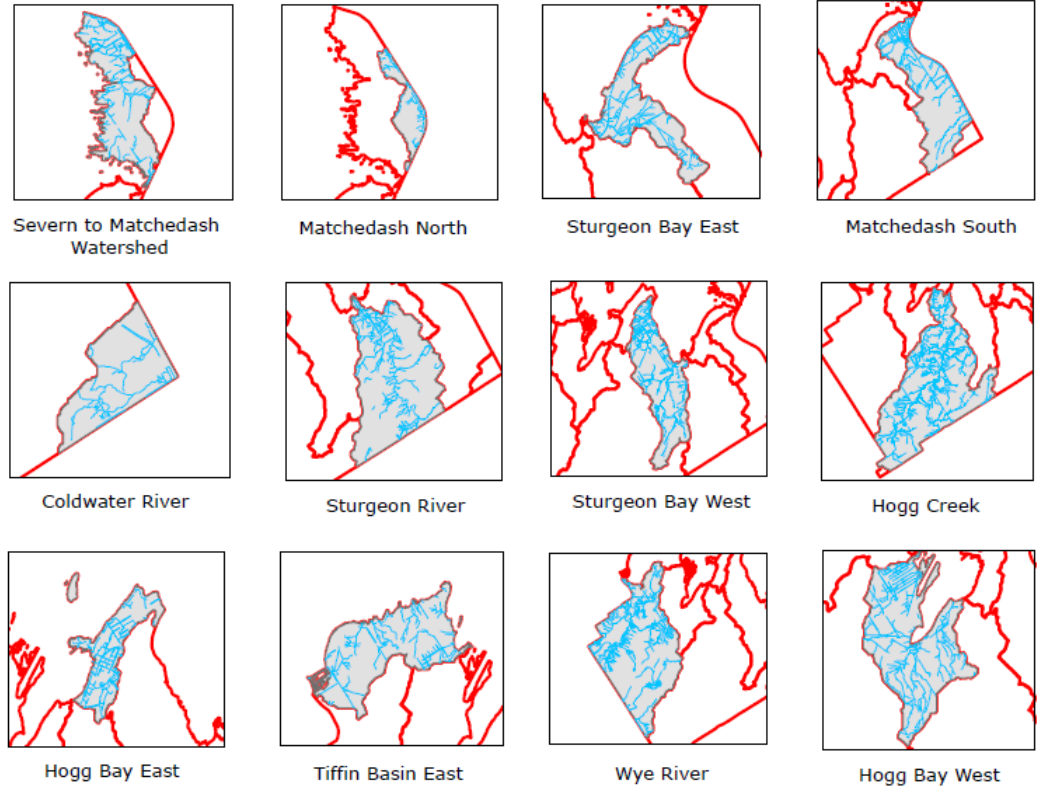 Severn to Matchedash
Watershed
Matchedash North
Sturgeon Bay East
Matchedash South
Coldwater River
Sturgeon River
Sturgeon Bay West
Hogg Creek
Hogg Bay East
Tiffin Basin East
Wye River
Hogg Bay West